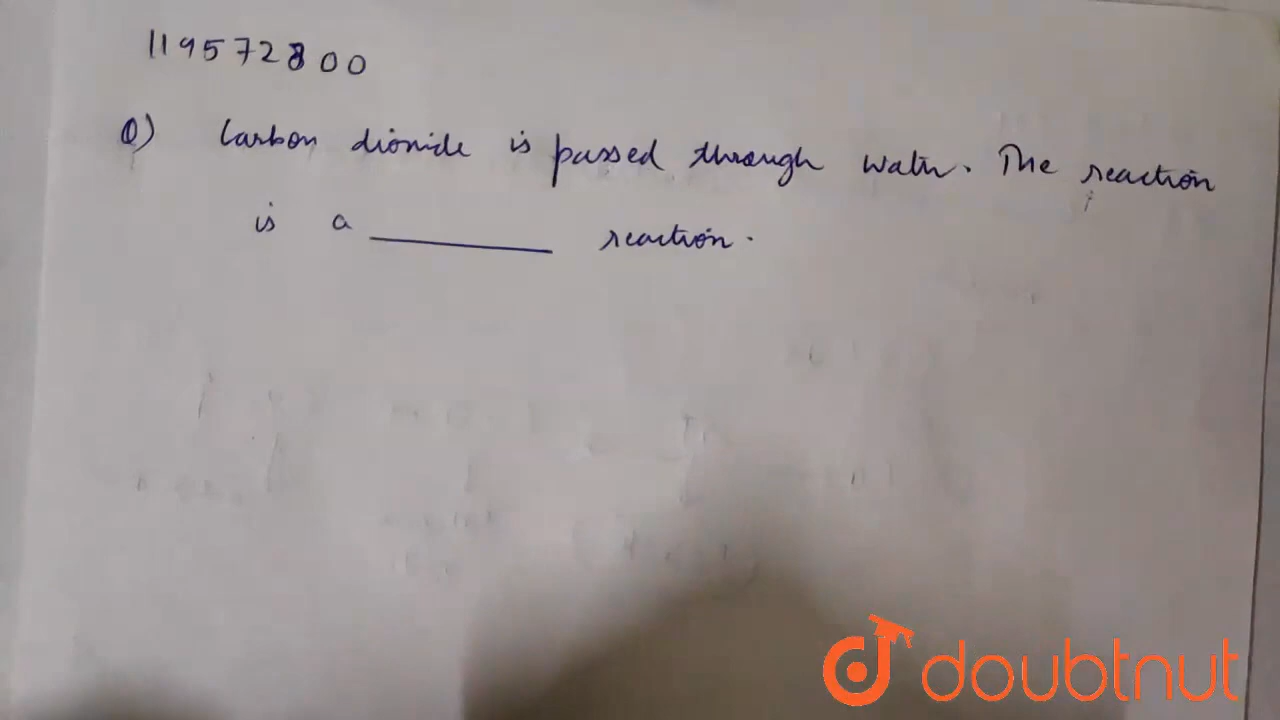 119572800
Q) Carbon dioxide is passed through water. The reaction
is a ________ reaction.
doubtnut